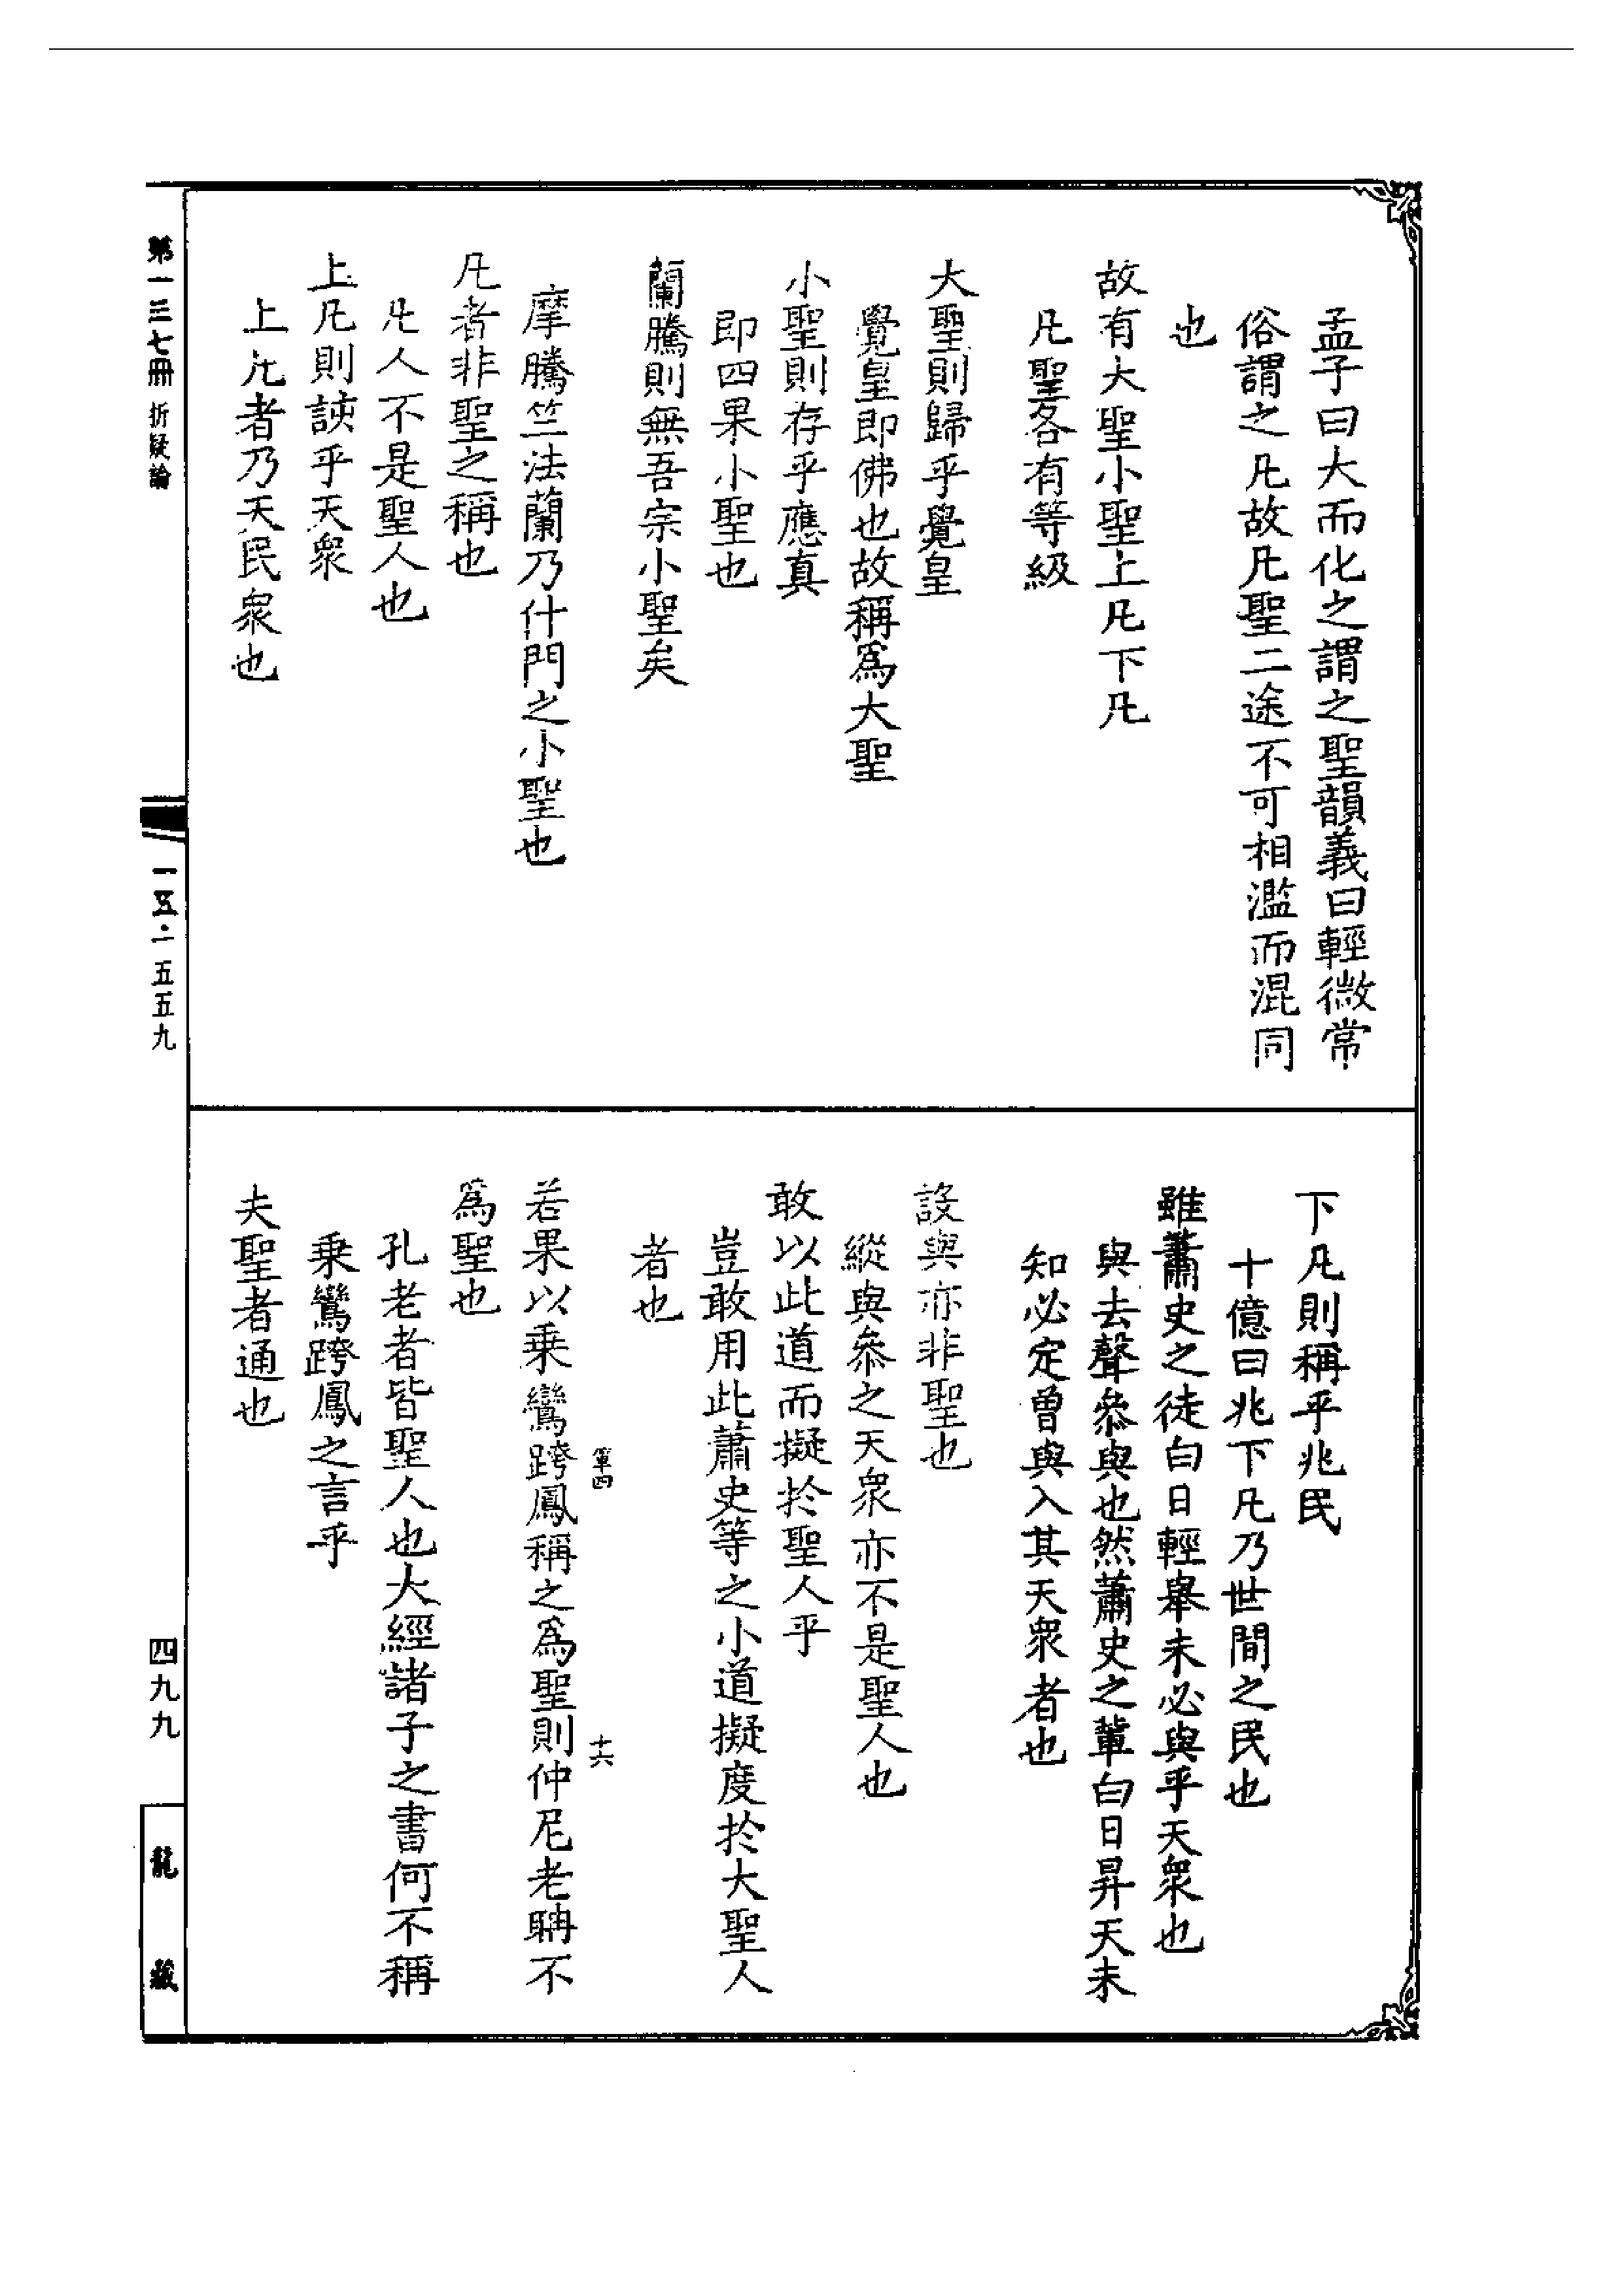 孟子曰大而化之謂之聖韻義曰輕微常
俗謂之凡故凡聖二途不可相濫而混同
也
故有大聖小聖上凡下凡
凡聖各有等級
大聖則歸乎覺皇
覺皇即佛也故稱爲大聖
小聖則存乎應真
即四果小聖也
蘭騰則無吾宗小聖矣
摩騰竺法蘭乃什門之小聖也
凡者非聖之稱也
凡人不是聖人也
上凡則談乎天衆
上凡者乃天民衆也
下凡則稱乎兆民
十億曰兆下凡乃世間之民也
雖蕭史之徒白日輕舉未必與乎天衆也
與去聲叅與也然蕭史之輩白日昇天未
知必定曾與入其天衆者也
設與亦非聖也
縱與叅之天衆亦不是聖人也
敢以此道而擬於聖人乎
豈敢用此蕭史等之小道擬度於大聖人
者也
軍四 十六
若果以乗鸞跨鳳稱之爲聖則仲尼老聃不
爲聖也
孔老者皆聖人也大經諸子之書何不稱
乗鸞跨鳳之言乎
夫聖者通也
第一三七冊 折疑論
一五·一五五九
四九九
龍藏